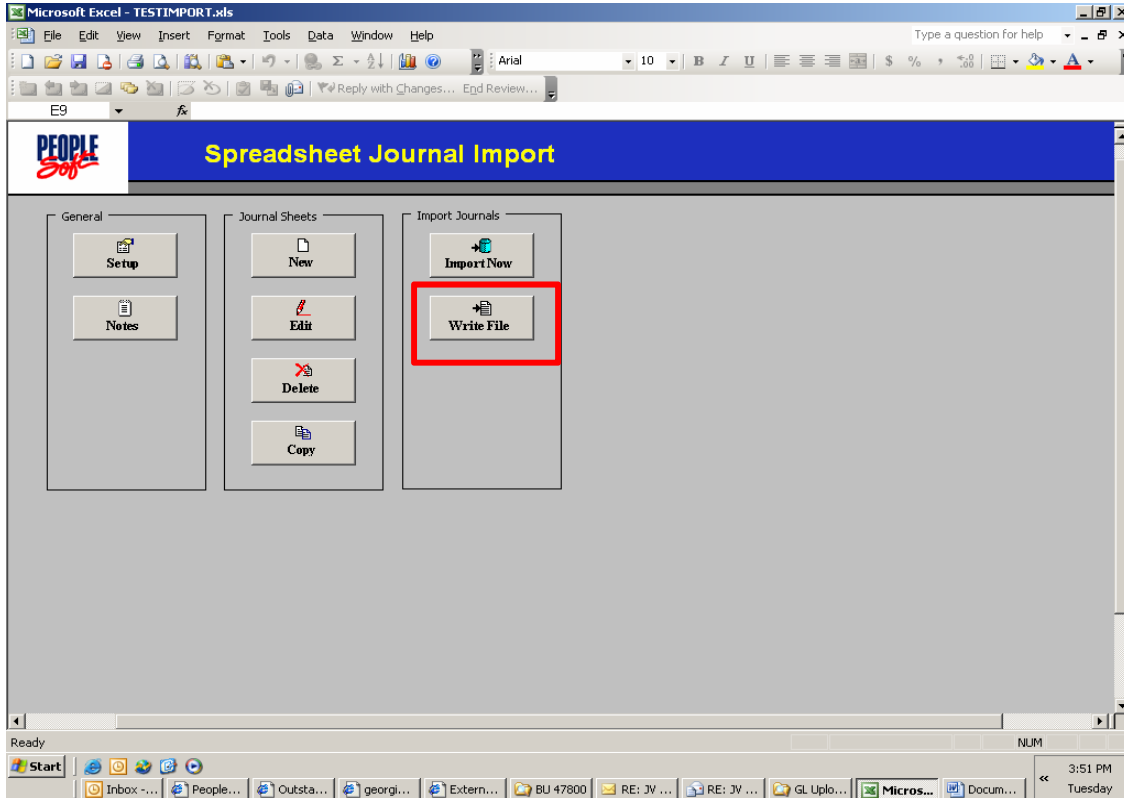 Microsoft Excel - TESTIMPORT.xls
File Edit View Insert Format Tools Data Window Help Type a question for help
Arial 10 B I U $ % ,
Reply with Changes... End Review...
E9 fx
PEOPLE
Soft
Spreadsheet Journal Import
General Journal Sheets Import Journals
Setup New Import Now
Notes Edit Write File
Delete
Copy
Ready NUM
Start 3:51 PM
Inbox -... People... Outsta... georgi... Extern... BU 47800 RE: JV ... RE: JV ... GL Uplo... Micros... Docum... Tuesday